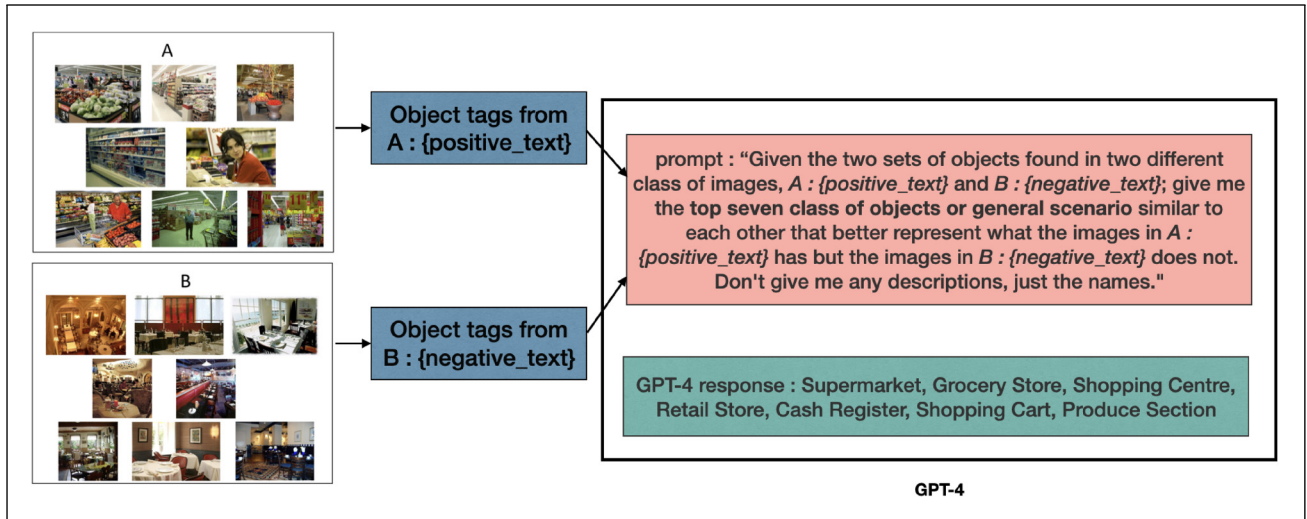 A
B
Object tags from
A : {positive_text}
Object tags from
B : {negative_text}
prompt : “Given the two sets of objects found in two different
class of images, A : {positive_text} and B : {negative_text}; give me
the top seven class of objects or general scenario similar to
each other that better represent what the images in A :
{positive_text} has but the images in B : {negative_text} does not.
Don't give me any descriptions, just the names."
GPT-4 response : Supermarket, Grocery Store, Shopping Centre,
Retail Store, Cash Register, Shopping Cart, Produce Section
GPT-4